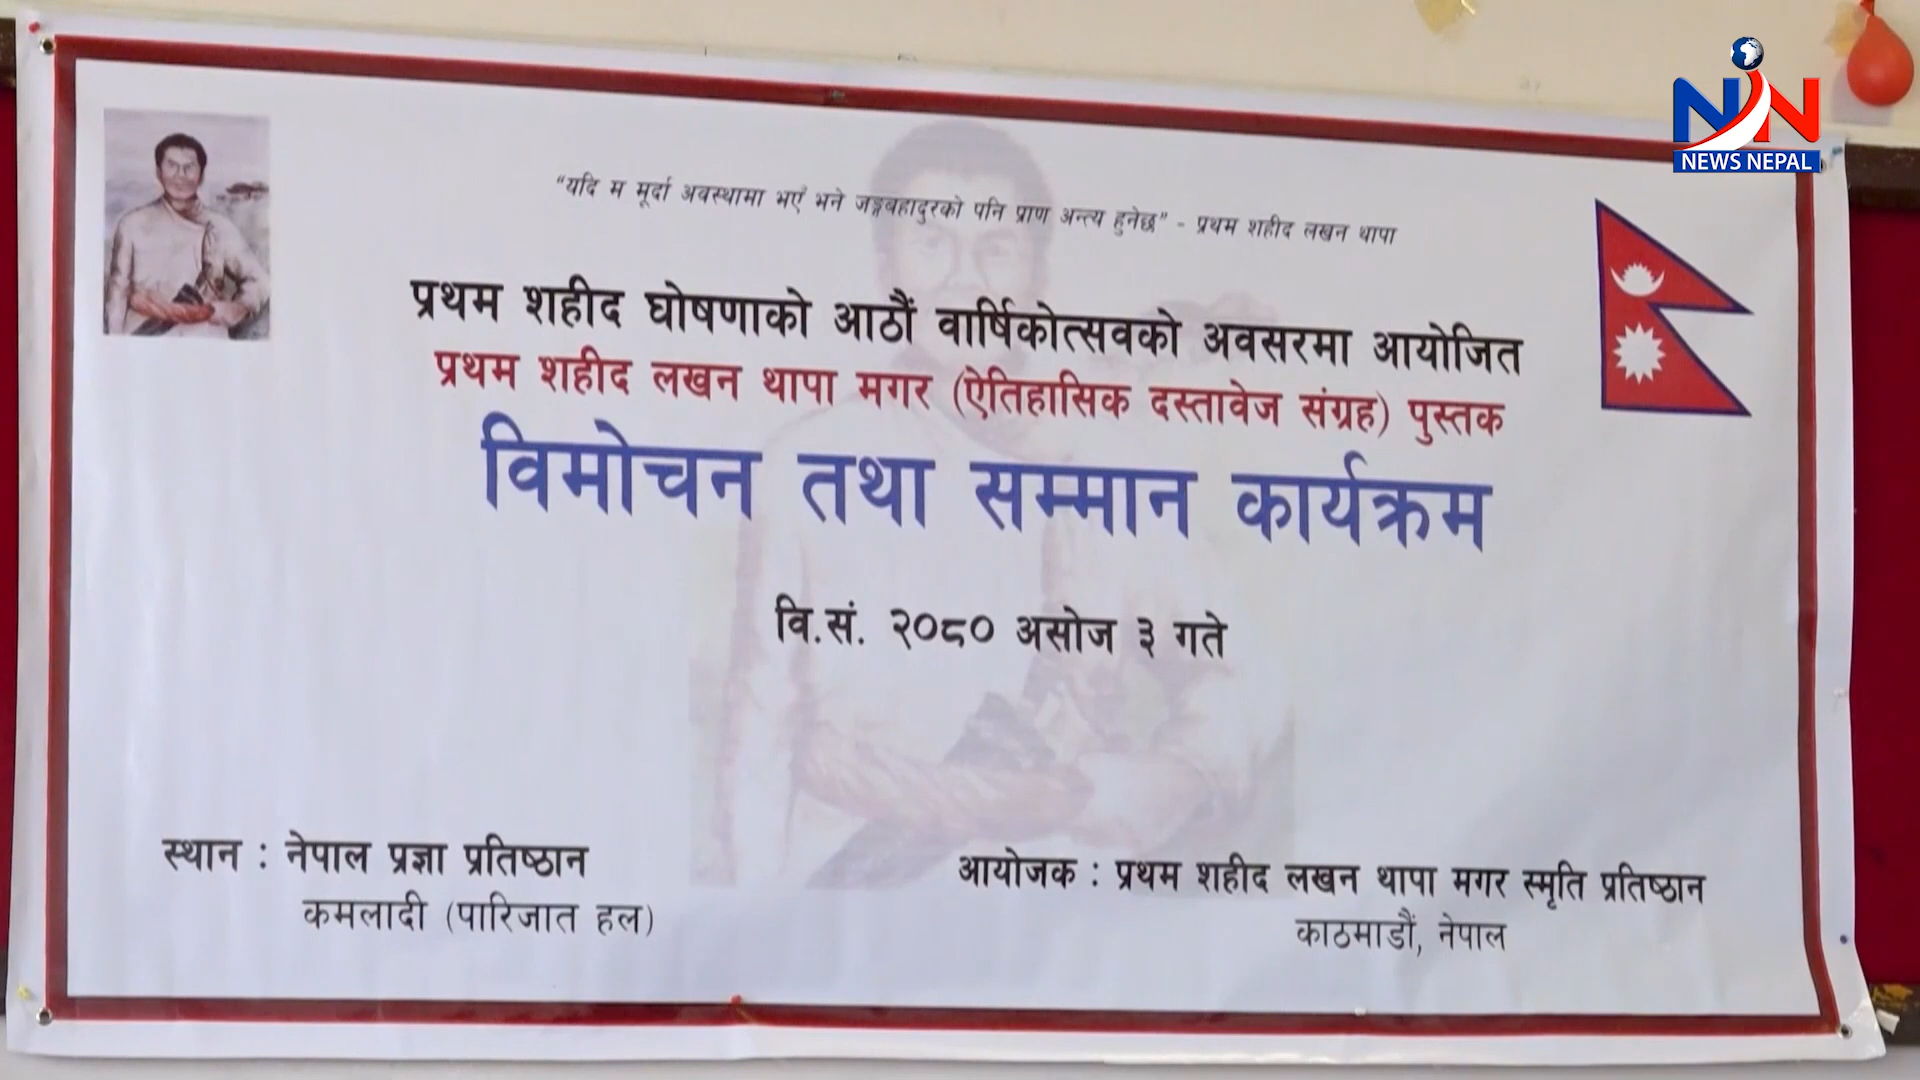 NEWS NEPAL
“यदि म मूर्दा अवस्थामा भएँ भने जङ्गबहादुरको पनि प्राण अन्त्य हुनेछ” - प्रथम शहीद लखन थापा
प्रथम शहीद घोषणाको आठौं वार्षिकोत्सवको अवसरमा आयोजित
प्रथम शहीद लखन थापा मगर (ऐतिहासिक दस्तावेज संग्रह) पुस्तक
विमोचन तथा सम्मान कार्यक्रम
वि.सं. २०८० असोज ३ गते
स्थान : नेपाल प्रज्ञा प्रतिष्ठान
कमलादी (पारिजात हल)
आयोजक : प्रथम शहीद लखन थापा मगर स्मृति प्रतिष्ठान
काठमाडौं, नेपाल